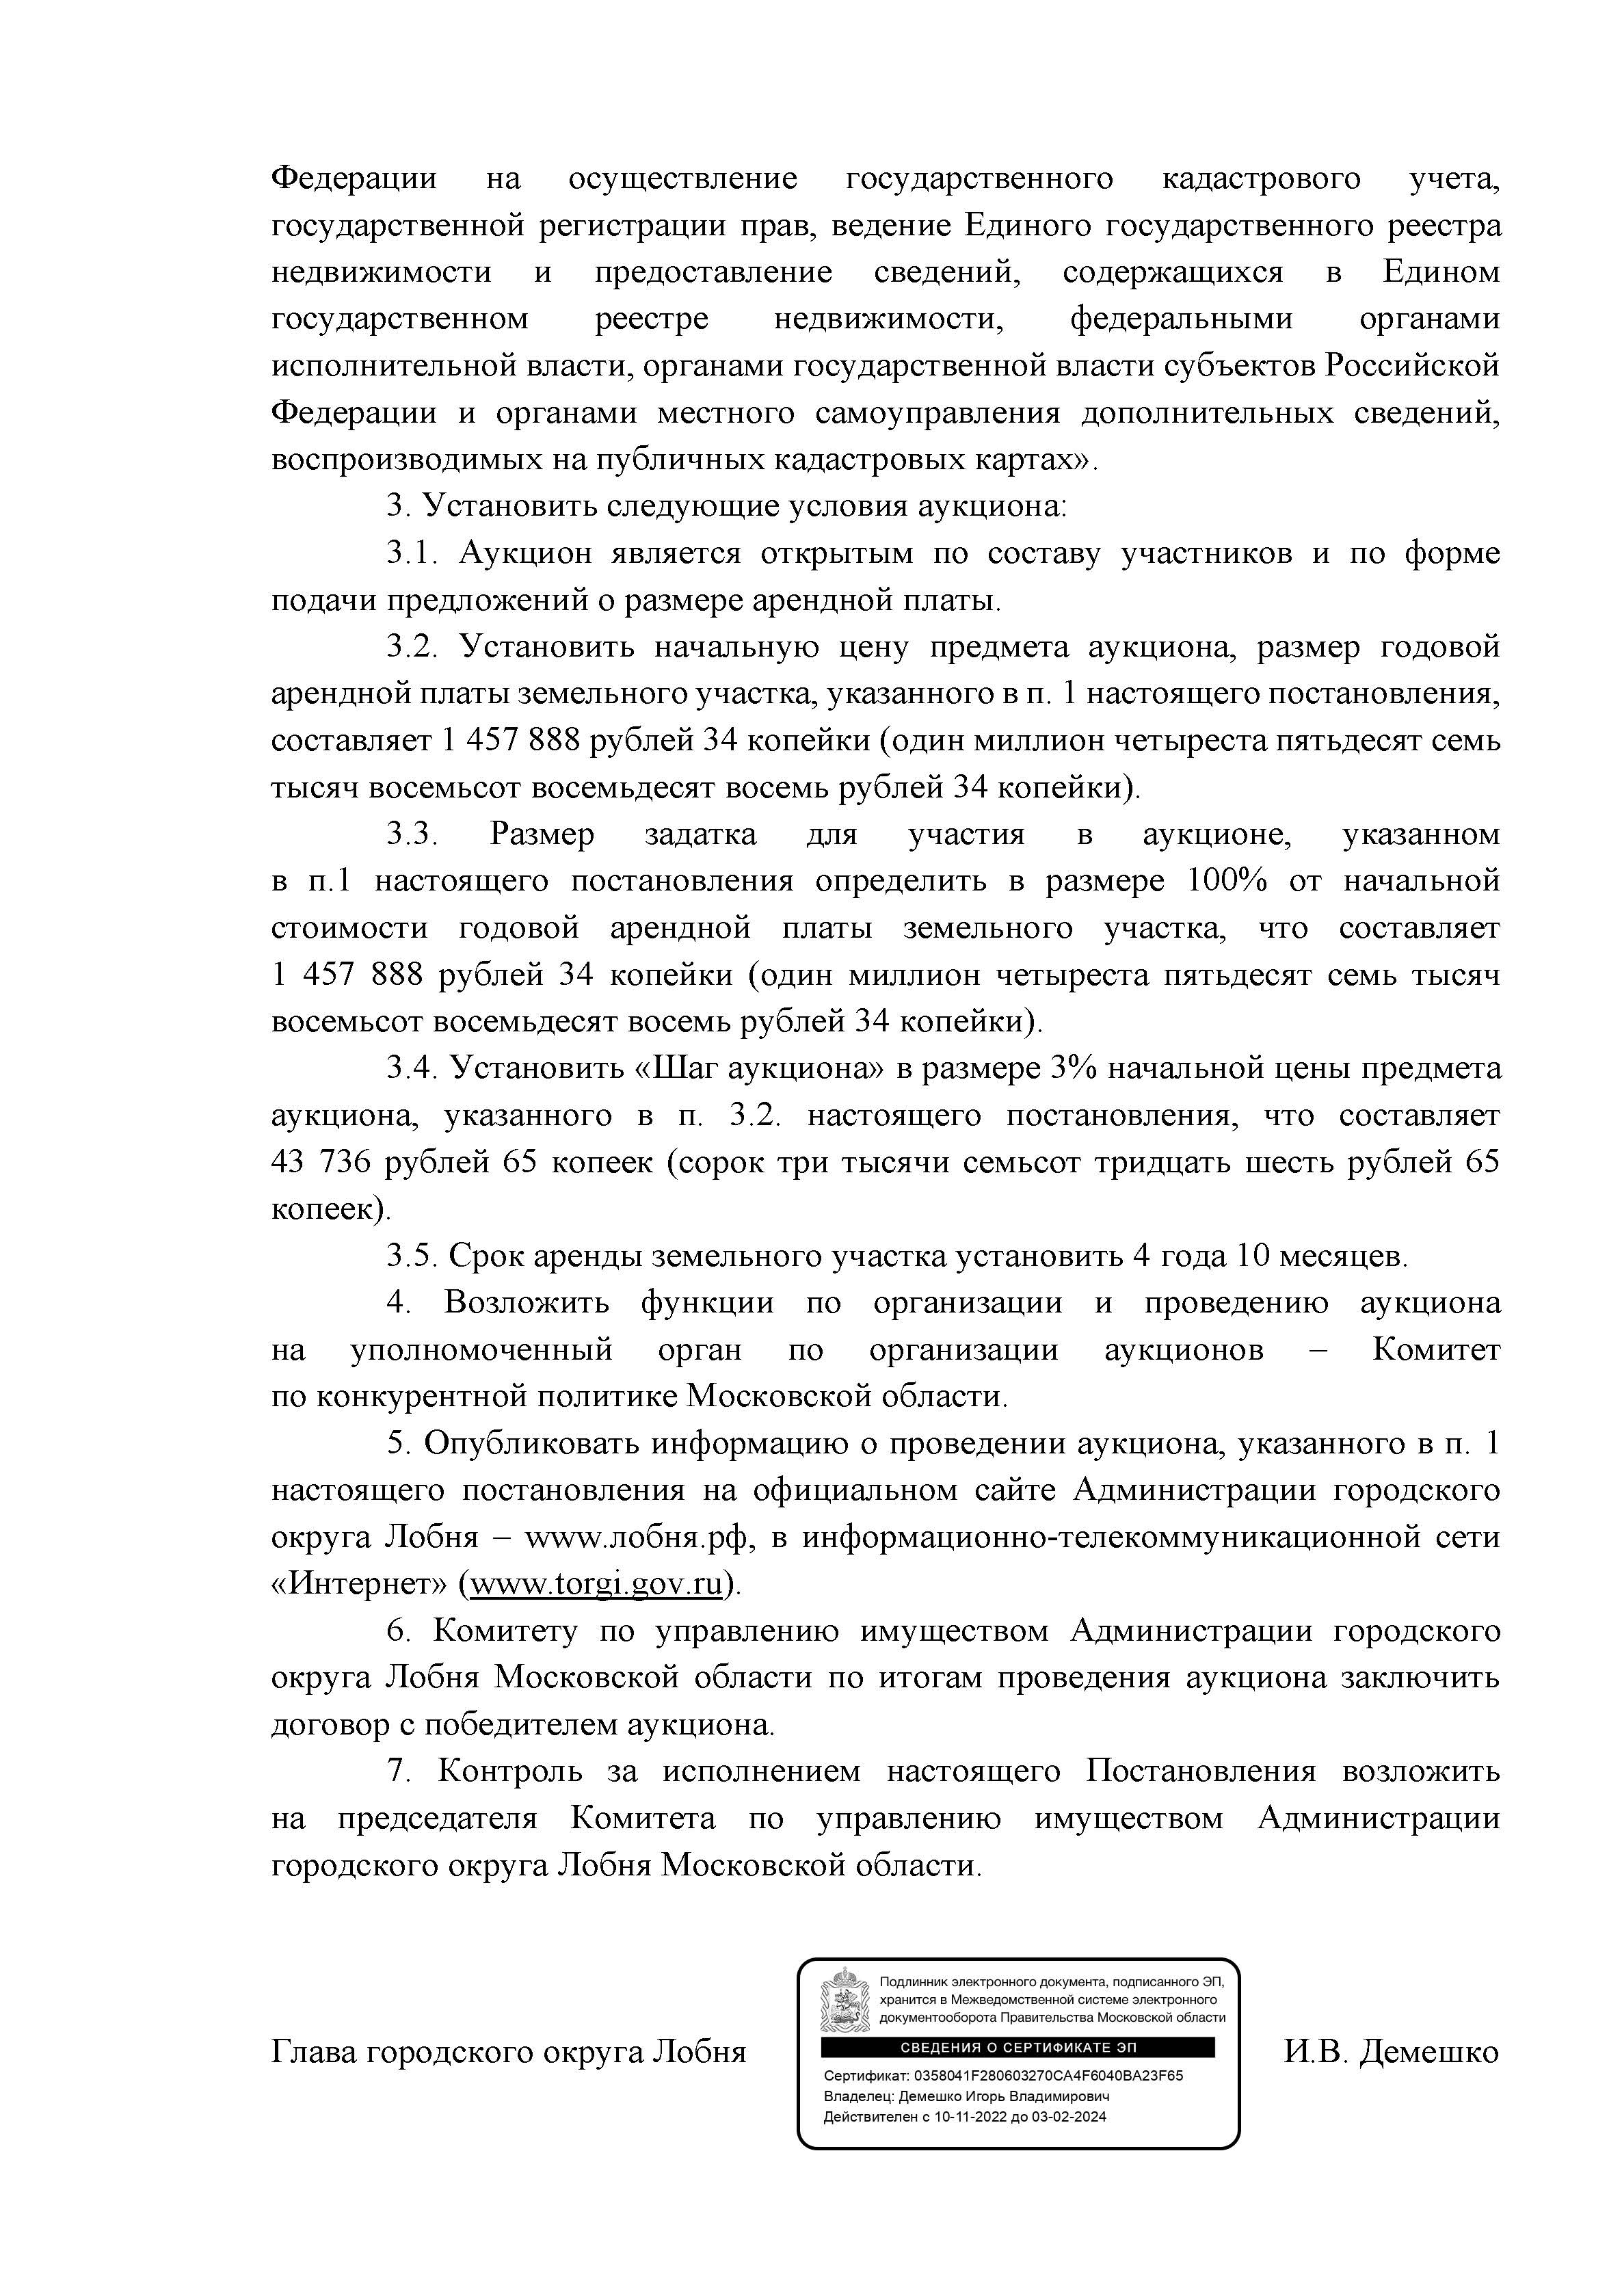 Федерации на осуществление государственного кадастрового учета,
государственной регистрации прав, ведение Единого государственного реестра
недвижимости и предоставление сведений, содержащихся в Едином
государственном реестре недвижимости, федеральными органами
исполнительной власти, органами государственной власти субъектов Российской
Федерации и органами местного самоуправления дополнительных сведений,
воспроизводимых на публичных кадастровых картах».
3. Установить следующие условия аукциона:
3.1. Аукцион является открытым по составу участников и по форме
подачи предложений о размере арендной платы.
3.2. Установить начальную цену предмета аукциона, размер годовой
арендной платы земельного участка, указанного в п. 1 настоящего постановления,
составляет 1 457 888 рублей 34 копейки (один миллион четыреста пятьдесят семь
тысяч восемьсот восемьдесят восемь рублей 34 копейки).
3.3. Размер задатка для участия в аукционе, указанном
в п.1 настоящего постановления определить в размере 100% от начальной
стоимости годовой арендной платы земельного участка, что составляет
1 457 888 рублей 34 копейки (один миллион четыреста пятьдесят семь тысяч
восемьсот восемьдесят восемь рублей 34 копейки).
3.4. Установить «Шаг аукциона» в размере 3% начальной цены предмета
аукциона, указанного в п. 3.2. настоящего постановления, что составляет
43 736 рублей 65 копеек (сорок три тысячи семьсот тридцать шесть рублей 65
копеек).
3.5. Срок аренды земельного участка установить 4 года 10 месяцев.
4. Возложить функции по организации и проведению аукциона
на уполномоченный орган по организации аукционов – Комитет
по конкурентной политике Московской области.
5. Опубликовать информацию о проведении аукциона, указанного в п. 1
настоящего постановления на официальном сайте Администрации городского
округа Лобня – www.лобня.рф, в информационно-телекоммуникационной сети
«Интернет» (www.torgi.gov.ru).
6. Комитету по управлению имуществом Администрации городского
округа Лобня Московской области по итогам проведения аукциона заключить
договор с победителем аукциона.
7. Контроль за исполнением настоящего Постановления возложить
на председателя Комитета по управлению имуществом Администрации
городского округа Лобня Московской области.
Подлинник электронного документа, подписанного ЭП,
хранится в Межведомственной системе электронного
документооборота Правительства Московской области
Глава городского округа Лобня СВЕДЕНИЯ О СЕРТИФИКАТЕ ЭП И.В. Демешко
Сертификат: 0358041F280603270CA4F6040BA23F65
Владелец: Демешко Игорь Владимирович
Действителен с 10-11-2022 до 03-02-2024